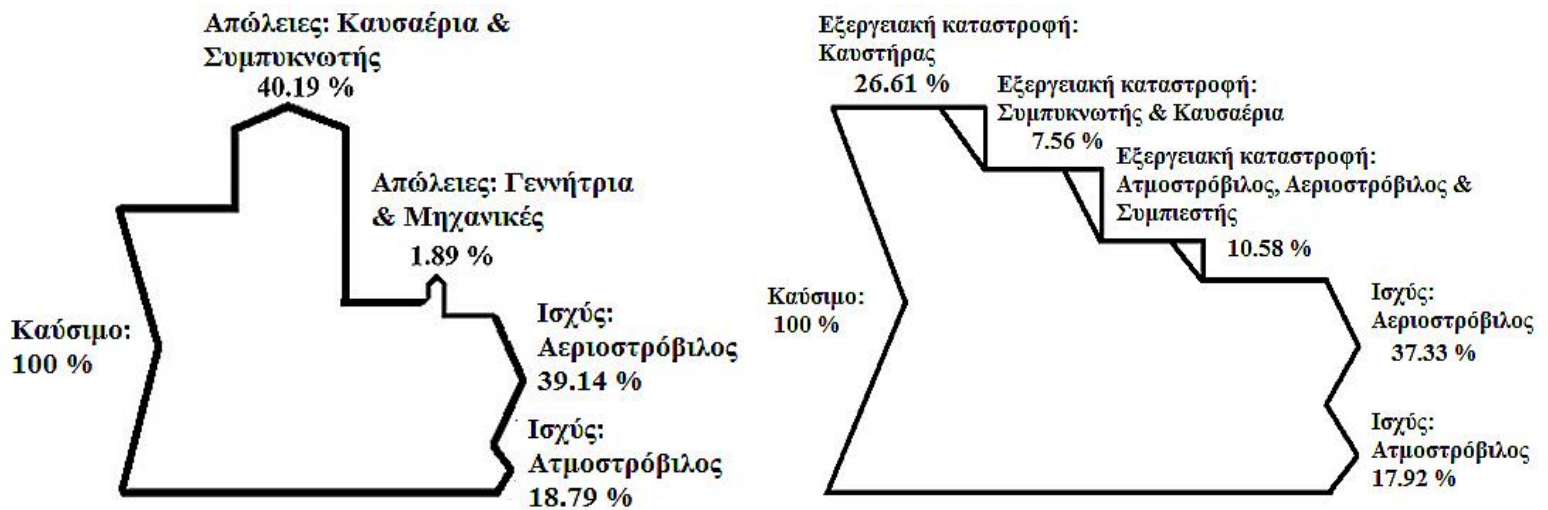 Απώλειες: Καυσαέρια &
Συμπυκνωτής
40.19 %
Απώλειες: Γεννήτρια
& Μηχανικές
1.89 %
Καύσιμο:
100 %
Ισχύς:
Αεριοστρόβιλος
39.14 %
Ισχύς:
Ατμοστρόβιλος
18.79 %
Εξεργειακή καταστροφή:
Καυστήρας
26.61 %
Εξεργειακή καταστροφή:
Συμπυκνωτής & Καυσαέρια
7.56 %
Εξεργειακή καταστροφή:
Ατμοστρόβιλος, Αεριοστρόβιλος &
Συμπιεστής
10.58 %
Καύσιμο:
100 %
Ισχύς:
Αεριοστρόβιλος
37.33 %
Ισχύς:
Ατμοστρόβιλος
17.92 %